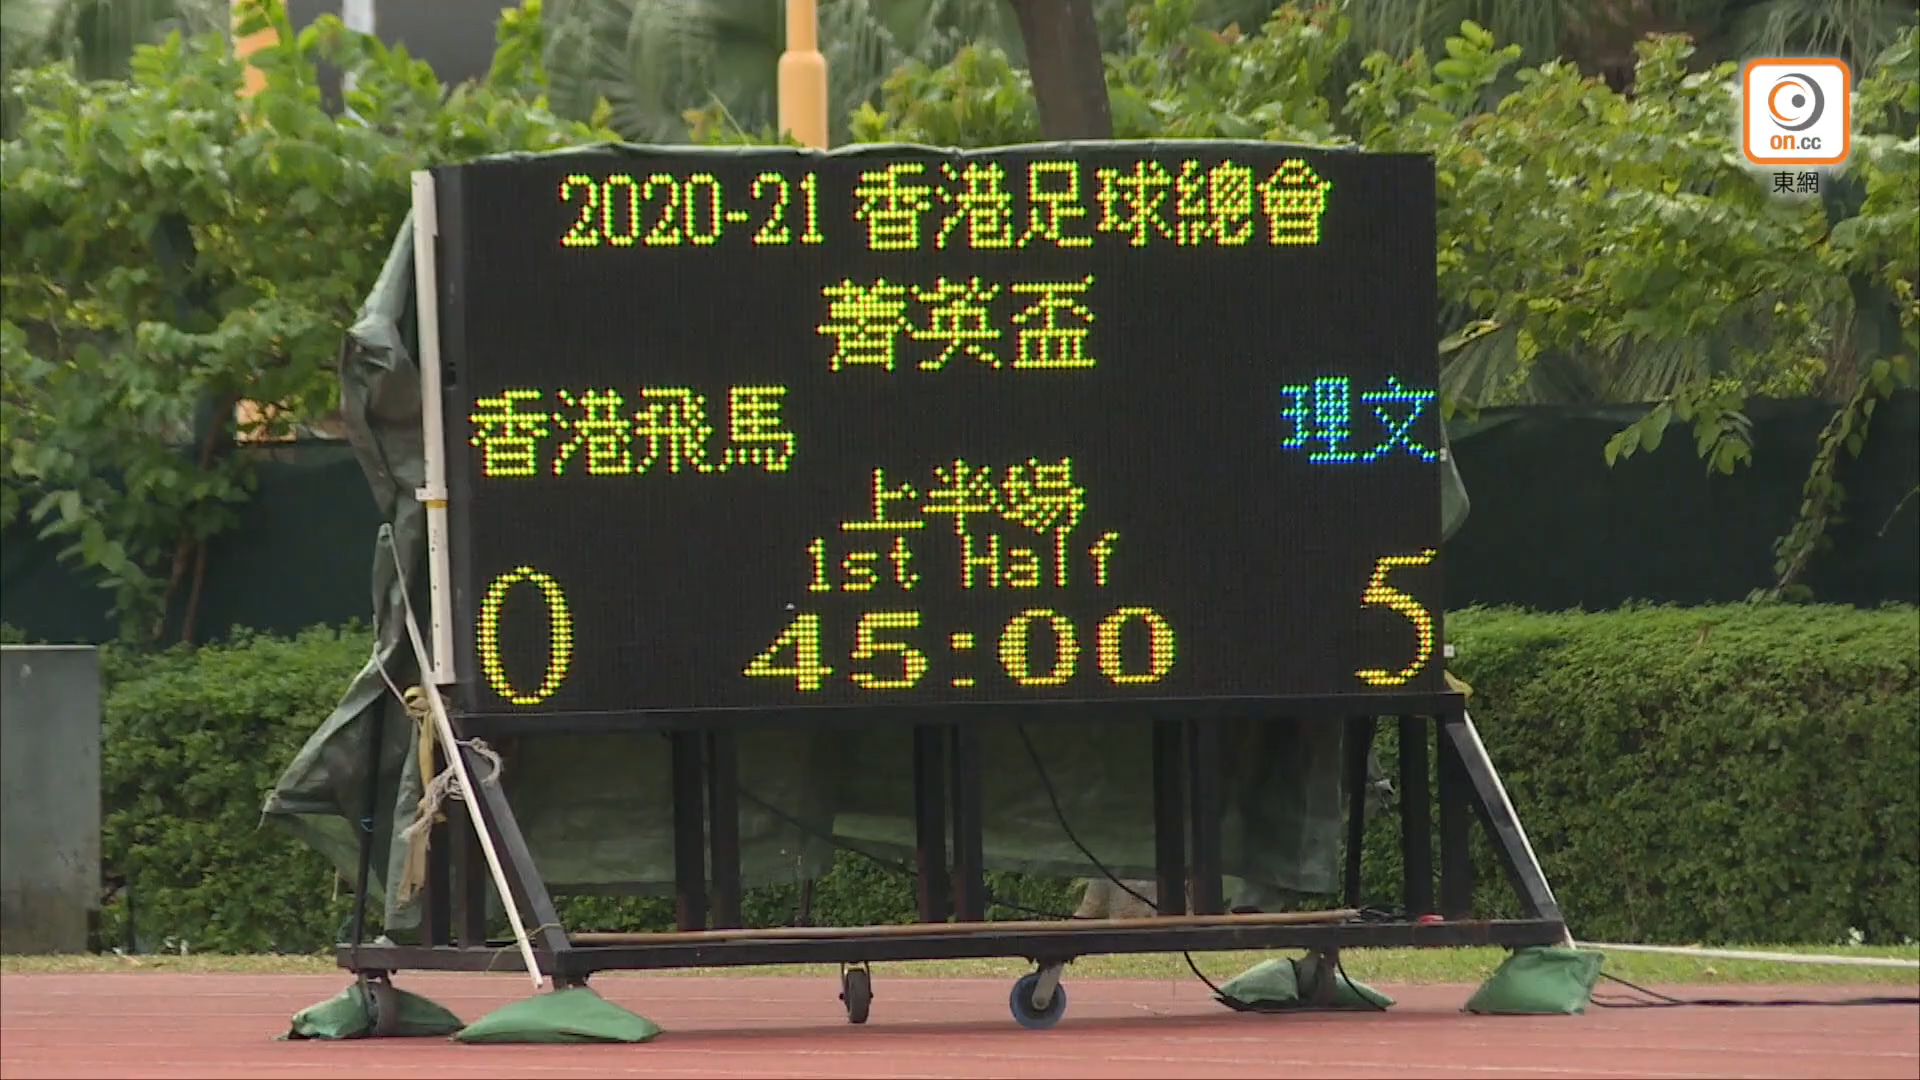 2020-21 香港足球總會
菁英盃
香港飛馬 理文
上半場
1st Half
0 45:00 5
on.cc
東網